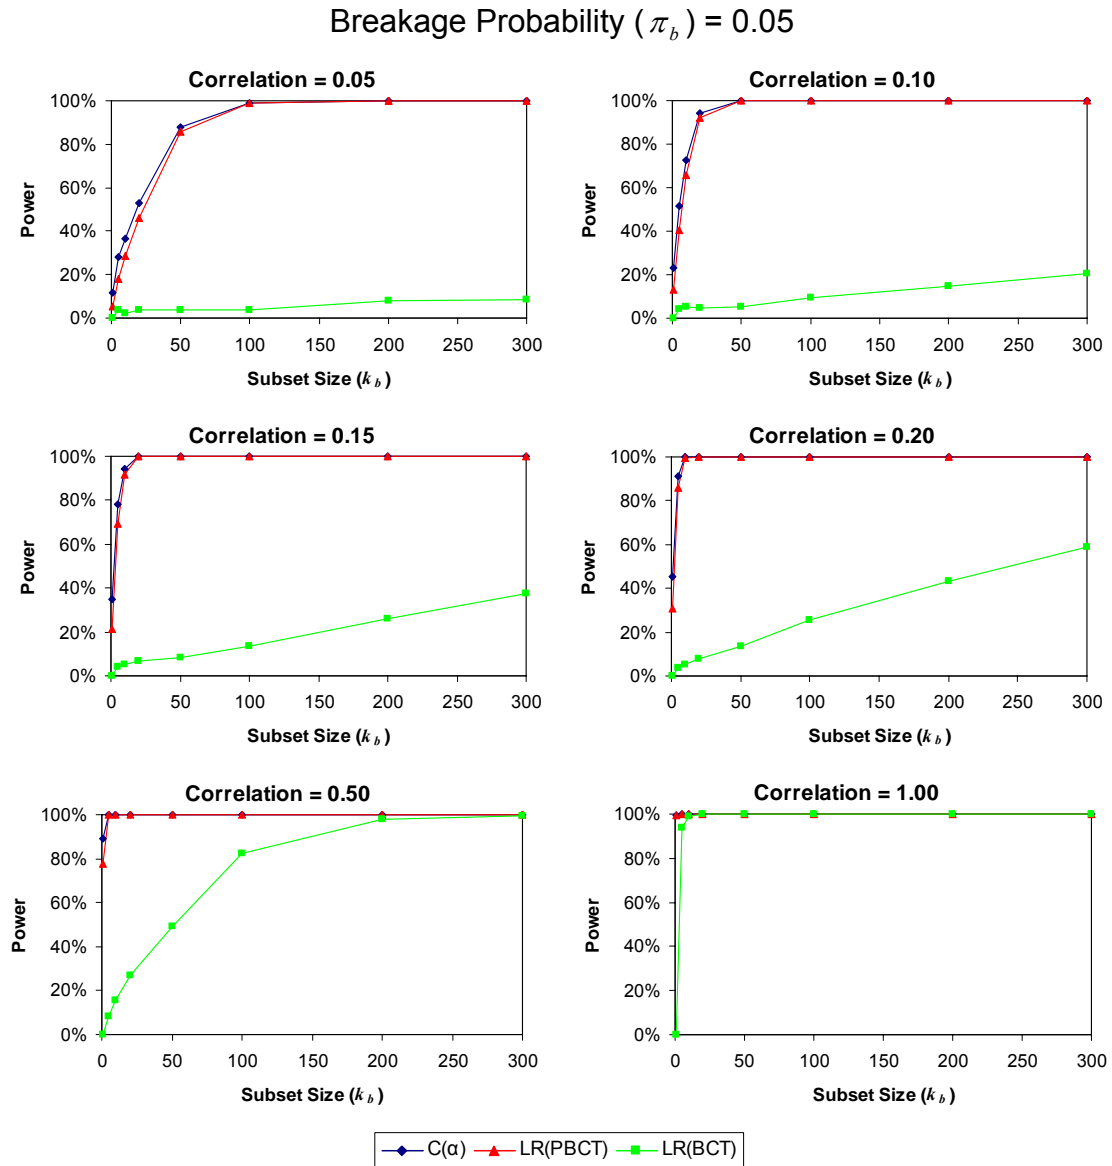 Breakage Probability (π_b) = 0.05
Correlation = 0.05
100%
80%
60%
40%
20%
0%
Power
0 50 100 150 200 250 300
Subset Size (k_b)
Correlation = 0.10
100%
80%
60%
40%
20%
0%
Power
0 50 100 150 200 250 300
Subset Size (k_b)
Correlation = 0.15
100%
80%
60%
40%
20%
0%
Power
0 50 100 150 200 250 300
Subset Size (k_b)
Correlation = 0.20
100%
80%
60%
40%
20%
0%
Power
0 50 100 150 200 250 300
Subset Size (k_b)
Correlation = 0.50
100%
80%
60%
40%
20%
0%
Power
0 50 100 150 200 250 300
Subset Size (k_b)
Correlation = 1.00
100%
80%
60%
40%
20%
0%
Power
0 50 100 150 200 250 300
Subset Size (k_b)
C(α) LR(PBCT) LR(BCT)